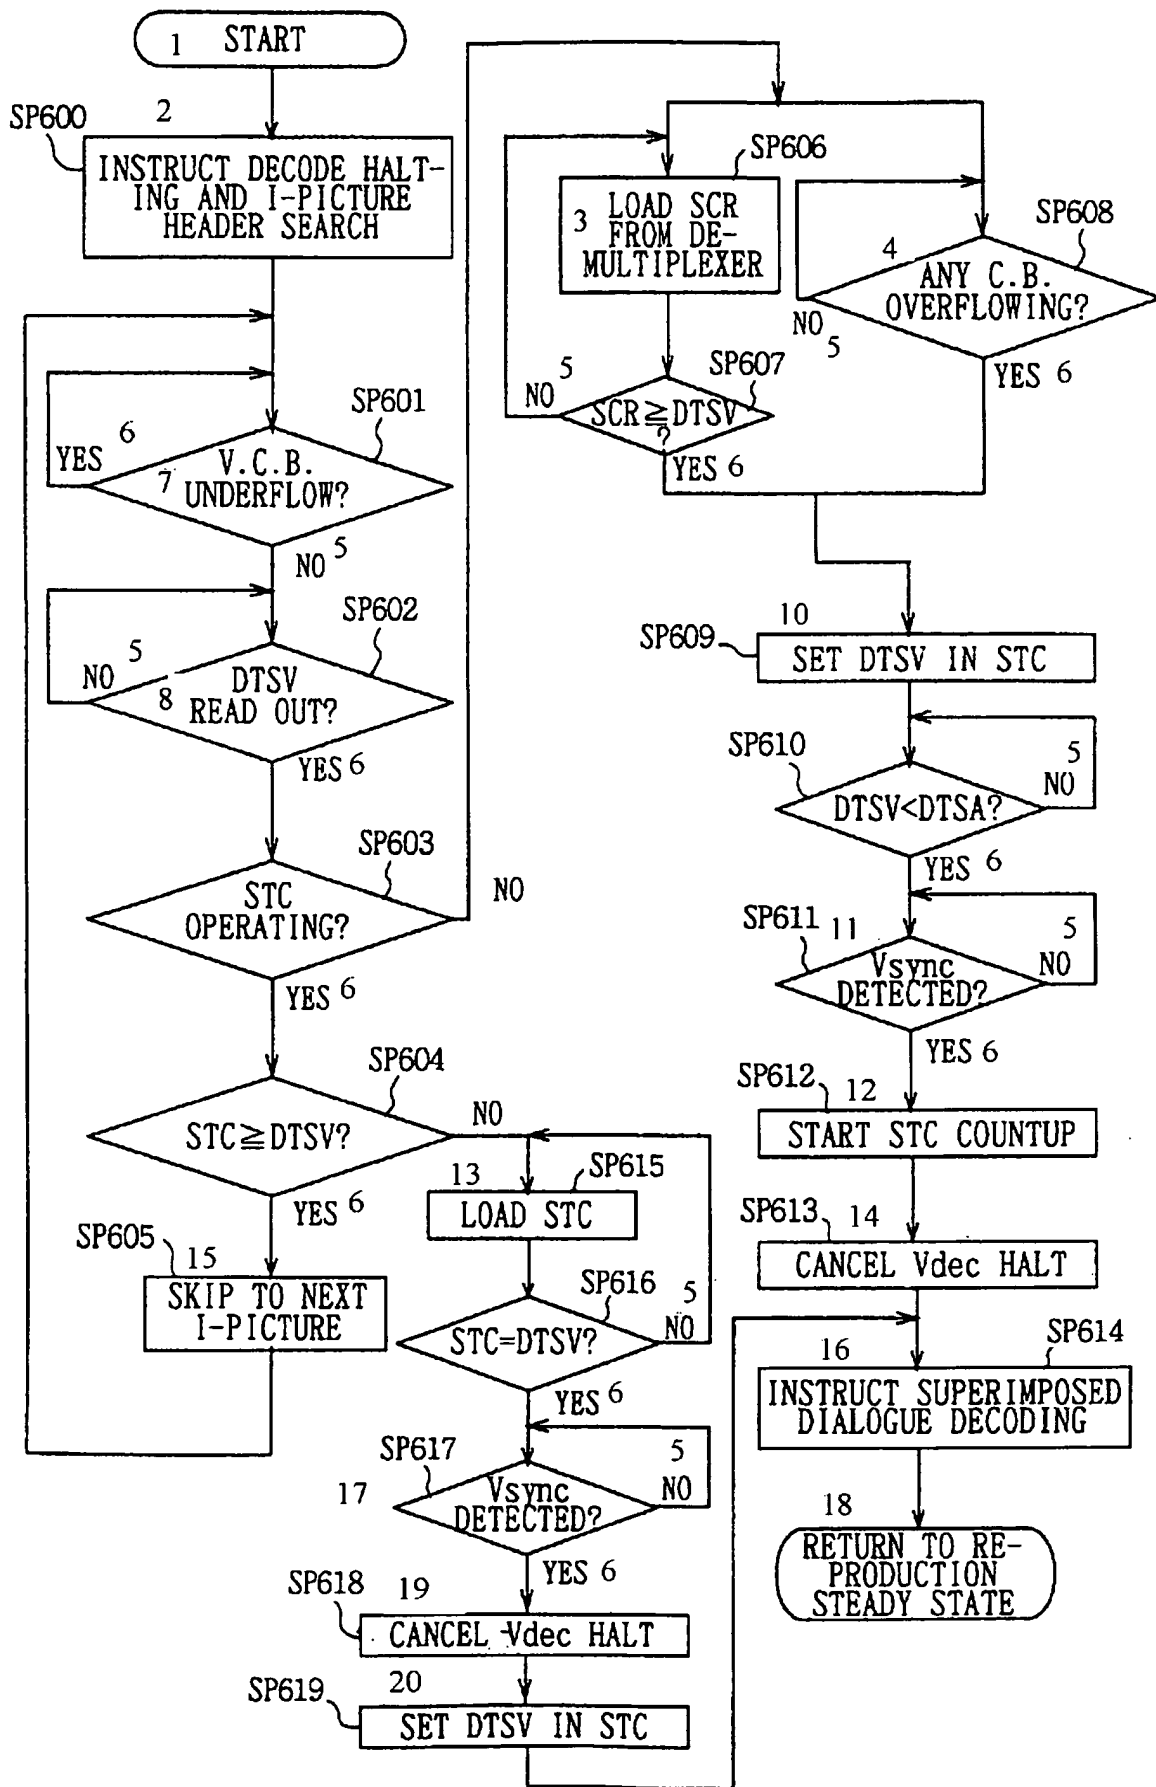 1 START
SP600
2
INSTRUCT DECODE HALT-
ING AND I-PICTURE
HEADER SEARCH
SP601
6
YES
7
V.C.B.
UNDERFLOW?
5
NO
SP602
5
NO
8
DTSV
READ OUT?
YES 6
SP603
STC
OPERATING?
NO
YES 6
SP604
STC≧DTSV?
NO
YES 6
SP605
15
SKIP TO NEXT
I-PICTURE
13
SP615
LOAD STC
SP616
STC=DTSV?
5
NO
YES 6
SP617
17
Vsync
DETECTED?
5
NO
YES 6
SP618
19
CANCEL Vdec HALT
SP619
20
SET DTSV IN STC
SP606
3
LOAD SCR
FROM DE-
MULTIPLEXER
SP607
5
NO
SCR≧DTSV
?
YES 6
SP608
4
ANY C.B.
OVERFLOWING?
NO 5
YES 6
SP609
10
SET DTSV IN STC
SP610
DTSV<DTSA?
5
NO
YES 6
SP611
11
Vsync
DETECTED?
5
NO
YES 6
SP612
12
START STC COUNTUP
SP613
14
CANCEL Vdec HALT
16
SP614
INSTRUCT SUPERIMPOSED
DIALOGUE DECODING
18
RETURN TO RE-
PRODUCTION
STEADY STATE